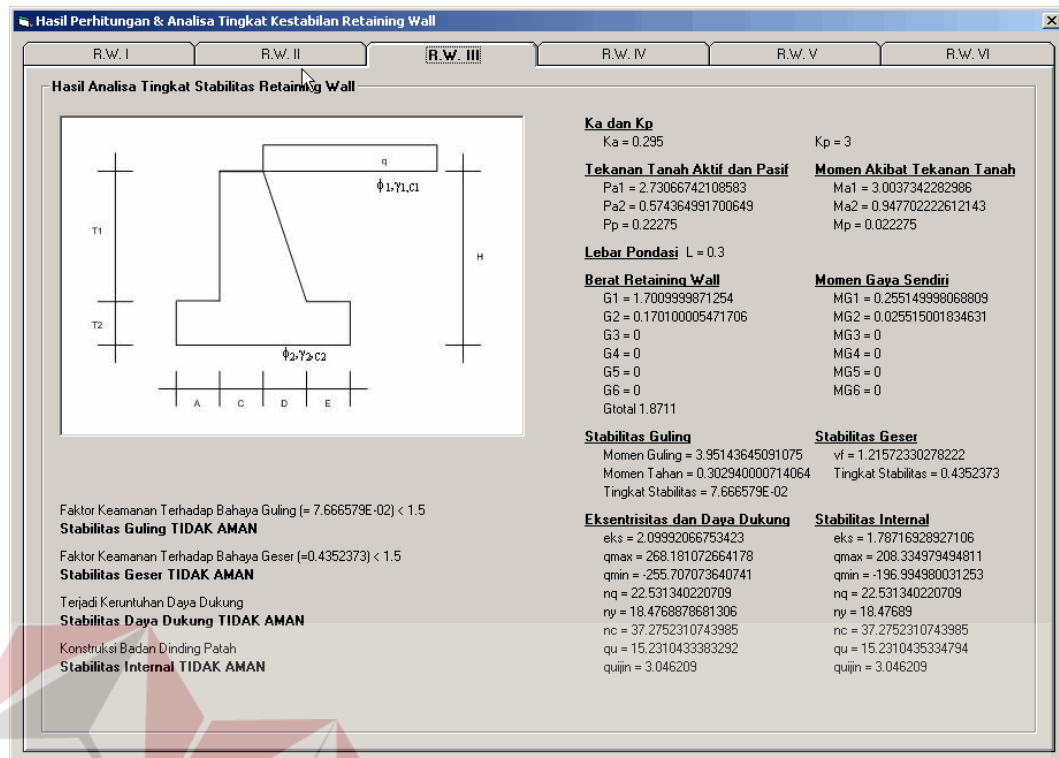 Hasil Perhitungan & Analisa Tingkat Kestabilan Retaining Wall
R.W. I
R.W. II
R.W. III
R.W. IV
R.W. V
R.W. VI
Hasil Analisa Tingkat Stabilitas Retaining Wall
q
ϕ1,γ1,C1
T1
H
T2
ϕ2,γ2,C2
A
C
D
E
Faktor Keamanan Terhadap Bahaya Guling (= 7.666579E-02) < 1.5
Stabilitas Guling TIDAK AMAN
Faktor Keamanan Terhadap Bahaya Geser (=0.4352373) < 1.5
Stabilitas Geser TIDAK AMAN
Terjadi Keruntuhan Daya Dukung
Stabilitas Daya Dukung TIDAK AMAN
Konstruksi Badan Dinding Patah
Stabilitas Internal TIDAK AMAN
Ka dan Kp
Ka = 0.295
Kp = 3
Tekanan Tanah Aktif dan Pasif
Pa1 = 2.73066742108583
Pa2 = 0.574364991700649
Pp = 0.22275
Momen Akibat Tekanan Tanah
Ma1 = 3.0037342282986
Ma2 = 0.947702222612143
Mp = 0.022275
Lebar Pondasi L = 0.3
Berat Retaining Wall
G1 = 1.7009999871254
G2 = 0.170100005471706
G3 = 0
G4 = 0
G5 = 0
G6 = 0
Gtotal 1.8711
Momen Gaya Sendiri
MG1 = 0.255149998068809
MG2 = 0.025515001834631
MG3 = 0
MG4 = 0
MG5 = 0
MG6 = 0
Stabilitas Guling
Momen Guling = 3.95143645091075
Momen Tahan = 0.302940000714064
Tingkat Stabilitas = 7.666579E-02
Stabilitas Geser
vf = 1.21572330278222
Tingkat Stabilitas = 0.4352373
Eksentrisitas dan Daya Dukung
eks = 2.09992066753423
qmax = 268.181072664178
qmin = -255.707073640741
nq = 22.531340220709
ny = 18.4768878681306
nc = 37.2752310743985
qu = 15.2310433383292
quijin = 3.046209
Stabilitas Internal
eks = 1.78716928927106
qmax = 208.334979494811
qmin = -196.994980031253
nq = 22.531340220709
ny = 18.47689
nc = 37.2752310743985
qu = 15.2310435334794
quijin = 3.046209